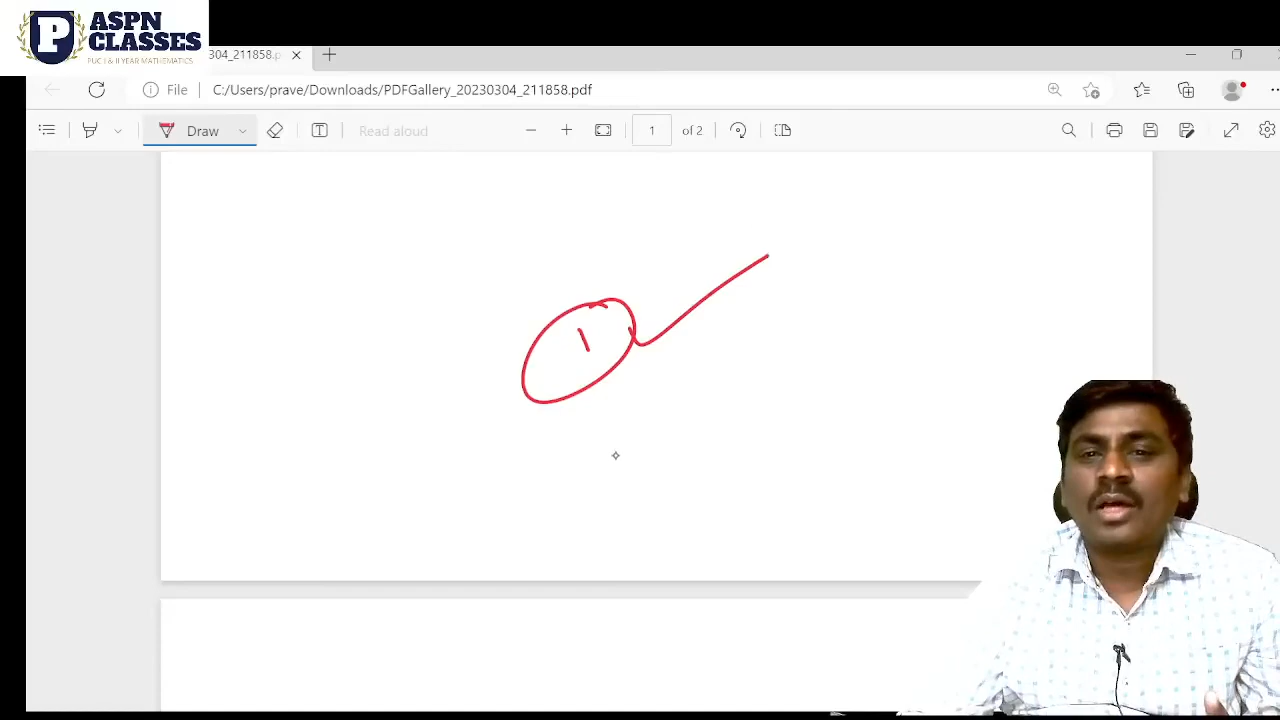 ASPN
CLASSES
PUC I & II YEAR MATHEMATICS
P
304_211858.p
File
C:/Users/prave/Downloads/PDFGallery_20230304_211858.pdf
Draw
Read aloud
1
of 2
1